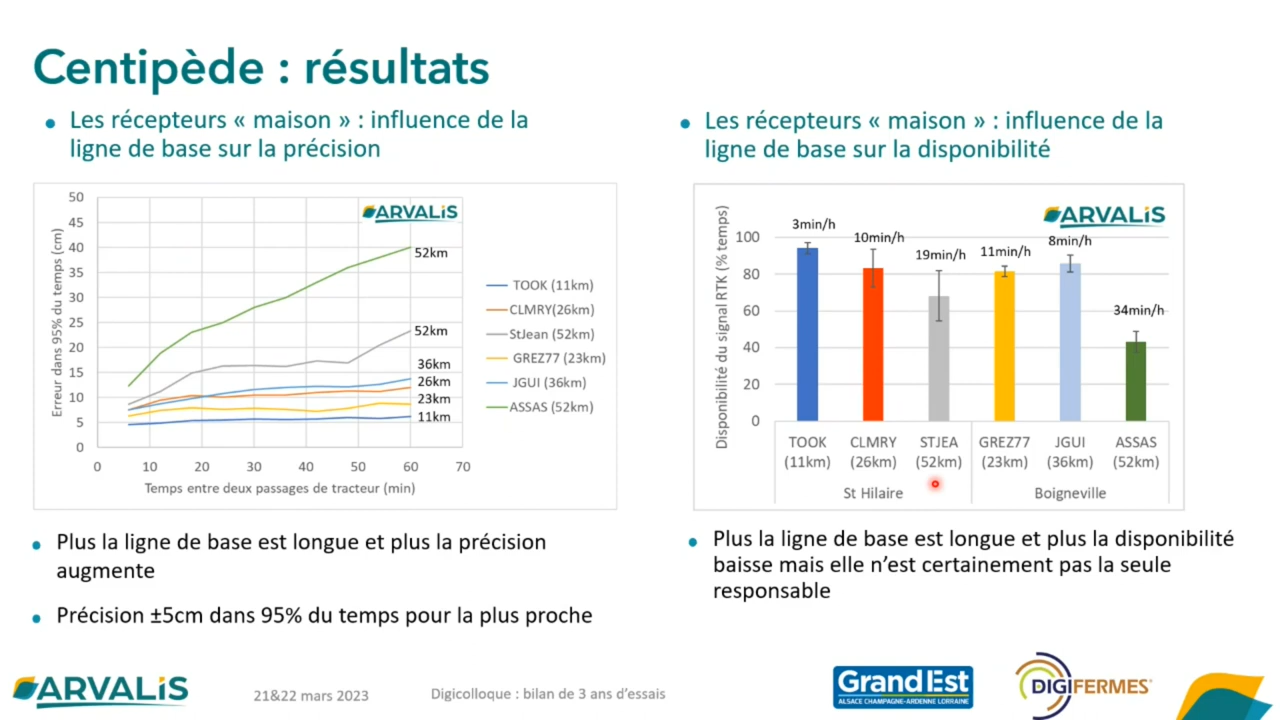 Centipède : résultats
Les récepteurs « maison » : influence de la
ligne de base sur la précision
50
45
40
35
30
25
20
15
10
5
0
Erreur dans 95% du temps (cm)
0 10 20 30 40 50 60 70
Temps entre deux passages de tracteur (min)
ARVALIS
52km
52km
36km
26km
23km
11km
TOOK (11km)
CLMRY(26km)
StJean (52km)
GREZ77 (23km)
JGUI (36km)
ASSAS (52km)
Plus la ligne de base est longue et plus la précision
augmente
Précision ±5cm dans 95% du temps pour la plus proche
Les récepteurs « maison » : influence de la
ligne de base sur la disponibilité
ARVALIS
Disponibilité du signal RTK (% temps)
100
80
60
40
20
0
3min/h
10min/h
19min/h
11min/h
8min/h
34min/h
TOOK CLMRY STJEA GREZ77 JGUI ASSAS
(11km) (26km) (52km) (23km) (36km) (52km)
St Hilaire Boigneville
Plus la ligne de base est longue et plus la disponibilité
baisse mais elle n'est certainement pas la seule
responsable
ARVALIS
21&22 mars 2023
Digicolloque : bilan de 3 ans d'essais
GrandEst
ALSACE CHAMPAGNE-ARDENNE LORRAINE
DIGIFERMES®